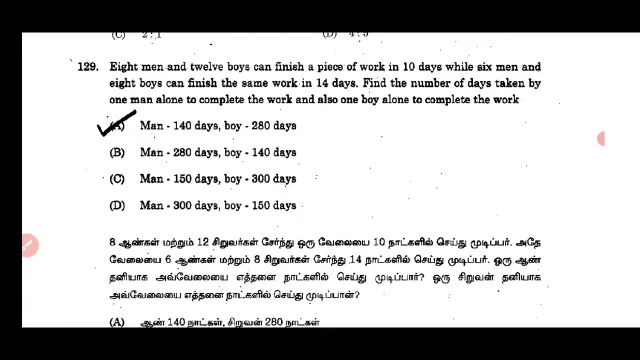 (C) 2 : 1 (D) 4 : 3
129. Eight men and twelve boys can finish a piece of work in 10 days while six men and
eight boys can finish the same work in 14 days. Find the number of days taken by
one man alone to complete the work and also one boy alone to complete the work
(A) Man - 140 days, boy - 280 days
(B) Man - 280 days, boy - 140 days
(C) Man - 150 days, boy - 300 days
(D) Man - 300 days, boy - 150 days
8 ஆண்கள் மற்றும் 12 சிறுவர்கள் சேர்ந்து ஒரு வேலையை 10 நாட்களில் செய்து முடிப்பர். அதே
வேலையை 6 ஆண்கள் மற்றும் 8 சிறுவர்கள் சேர்ந்து 14 நாட்களில் செய்து முடிப்பர். ஒரு ஆண்
தனியாக அவ்வேலையை எத்தனை நாட்களில் செய்து முடிப்பார்? ஒரு சிறுவன் தனியாக
அவ்வேலையை எத்தனை நாட்களில் செய்து முடிப்பான்?
(A) ஆண் 140 நாட்கள், சிறுவன் 280 நாட்கள்